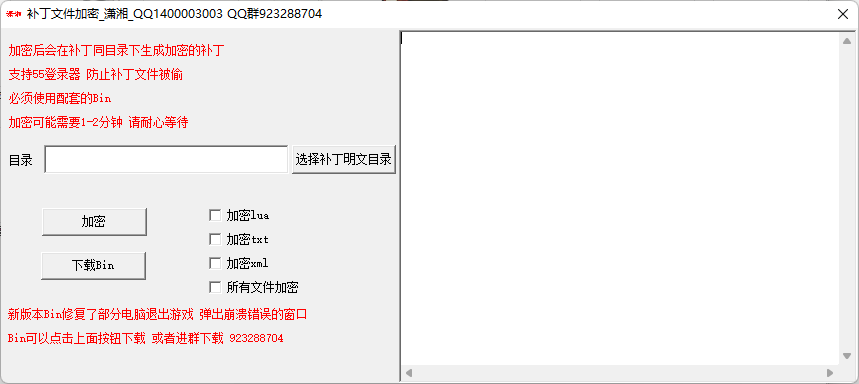 潇湘 补丁文件加密_潇湘_QQ1400003003 QQ群923288704
加密后会在补丁同目录下生成加密的补丁
支持55登录器 防止补丁文件被偷
必须使用配套的Bin
加密可能需要1-2分钟 请耐心等待
目录 选择补丁明文目录
加密
加密lua
加密txt
下载Bin
加密xml
所有文件加密
新版本Bin修复了部分电脑退出游戏 弹出崩溃错误的窗口
Bin可以点击上面按钮下载 或者进群下载 923288704